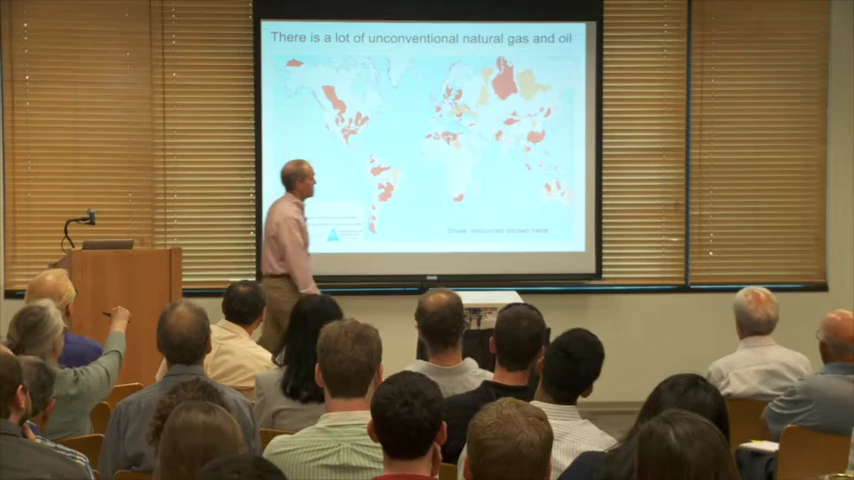 There is a lot of unconventional natural gas and oil
Shale resources shown here